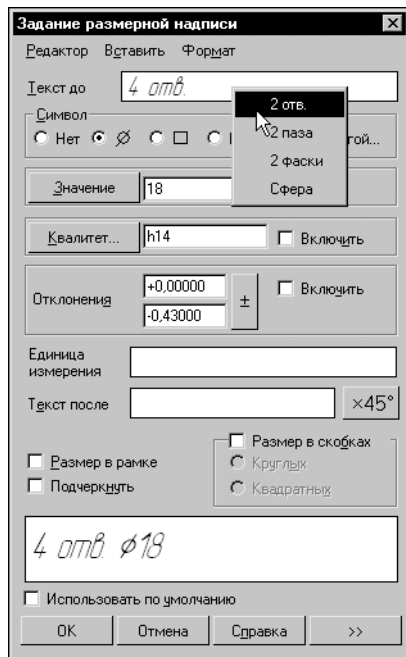 Задание размерной надписи
Редактор Вставить Формат
Текст до 4 отв.
2 отв.
Символ
Нет Ø □ гой...
2 паза
2 фаски
Значение 18
Сфера
Квалитет... h14 Включить
Отклонения +0,00000 ± Включить
-0,43000
Единица
измерения
Текст после ×45°
Размер в скобках
Размер в рамке Круглых
Подчеркнуть Квадратных
4 отв. Ø18
Использовать по умолчанию
OK Отмена Справка >>